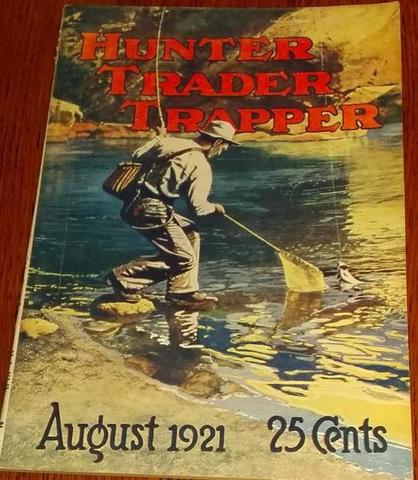 HUNTER
TRADER
TRAPPER
August 1921 25 Cents